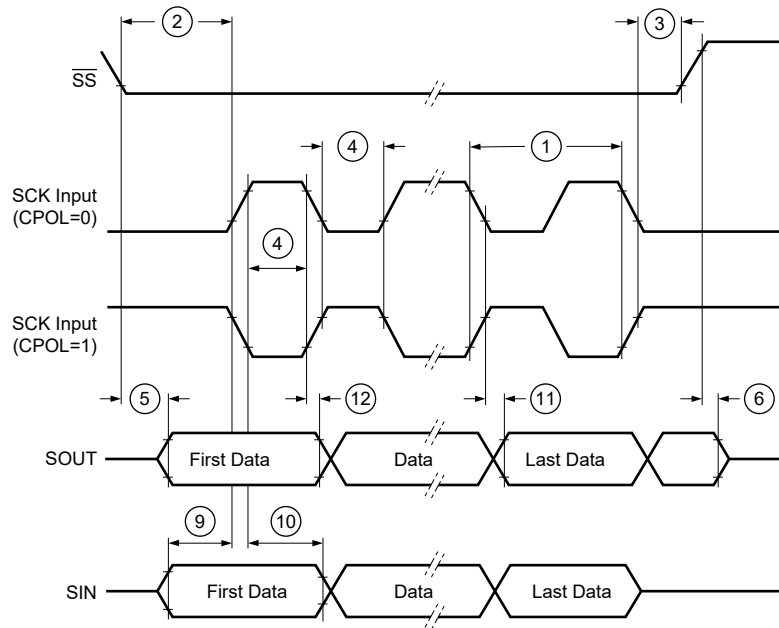 2
3
SS
4
1
SCK Input
(CPOL=0)
4
SCK Input
(CPOL=1)
5
12
11
6
SOUT
First Data
Data
Last Data
9
10
SIN
First Data
Data
Last Data